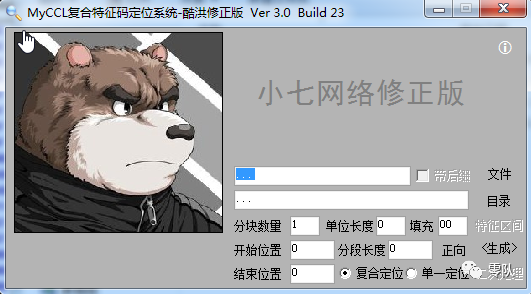 MyCCL复合特征码定位系统-酷洪修正版 Ver 3.0 Build 23
小七网络修正版
... 带后缀 文件
... 目录
分块数量 1 单位长度 0 填充 00 特征区间
开始位置 0 分段长度 0 正向 <生成>
结束位置 0 复合定位 单一定位
零队